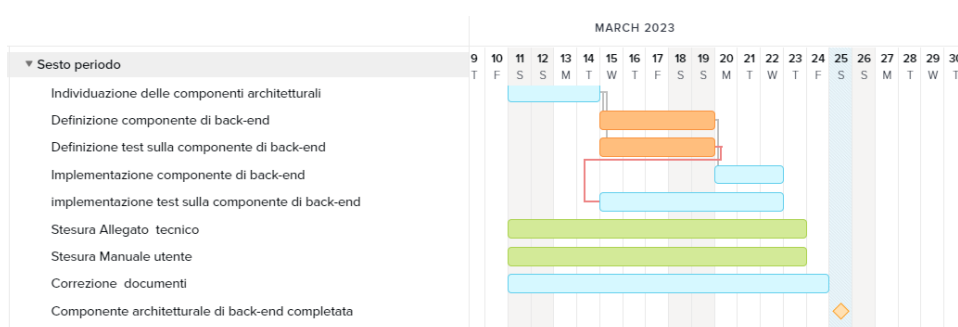 MARCH 2023
9 10 11 12 13 14 15 16 17 18 19 20 21 22 23 24 25 26 27 28 29 30
T F S S M T W T F S S M T W T F S S M T W T
Sesto periodo
Individuazione delle componenti architetturali
Definizione componente di back-end
Definizione test sulla componente di back-end
Implementazione componente di back-end
implementazione test sulla componente di back-end
Stesura Allegato tecnico
Stesura Manuale utente
Correzione documenti
Componente architetturale di back-end completata